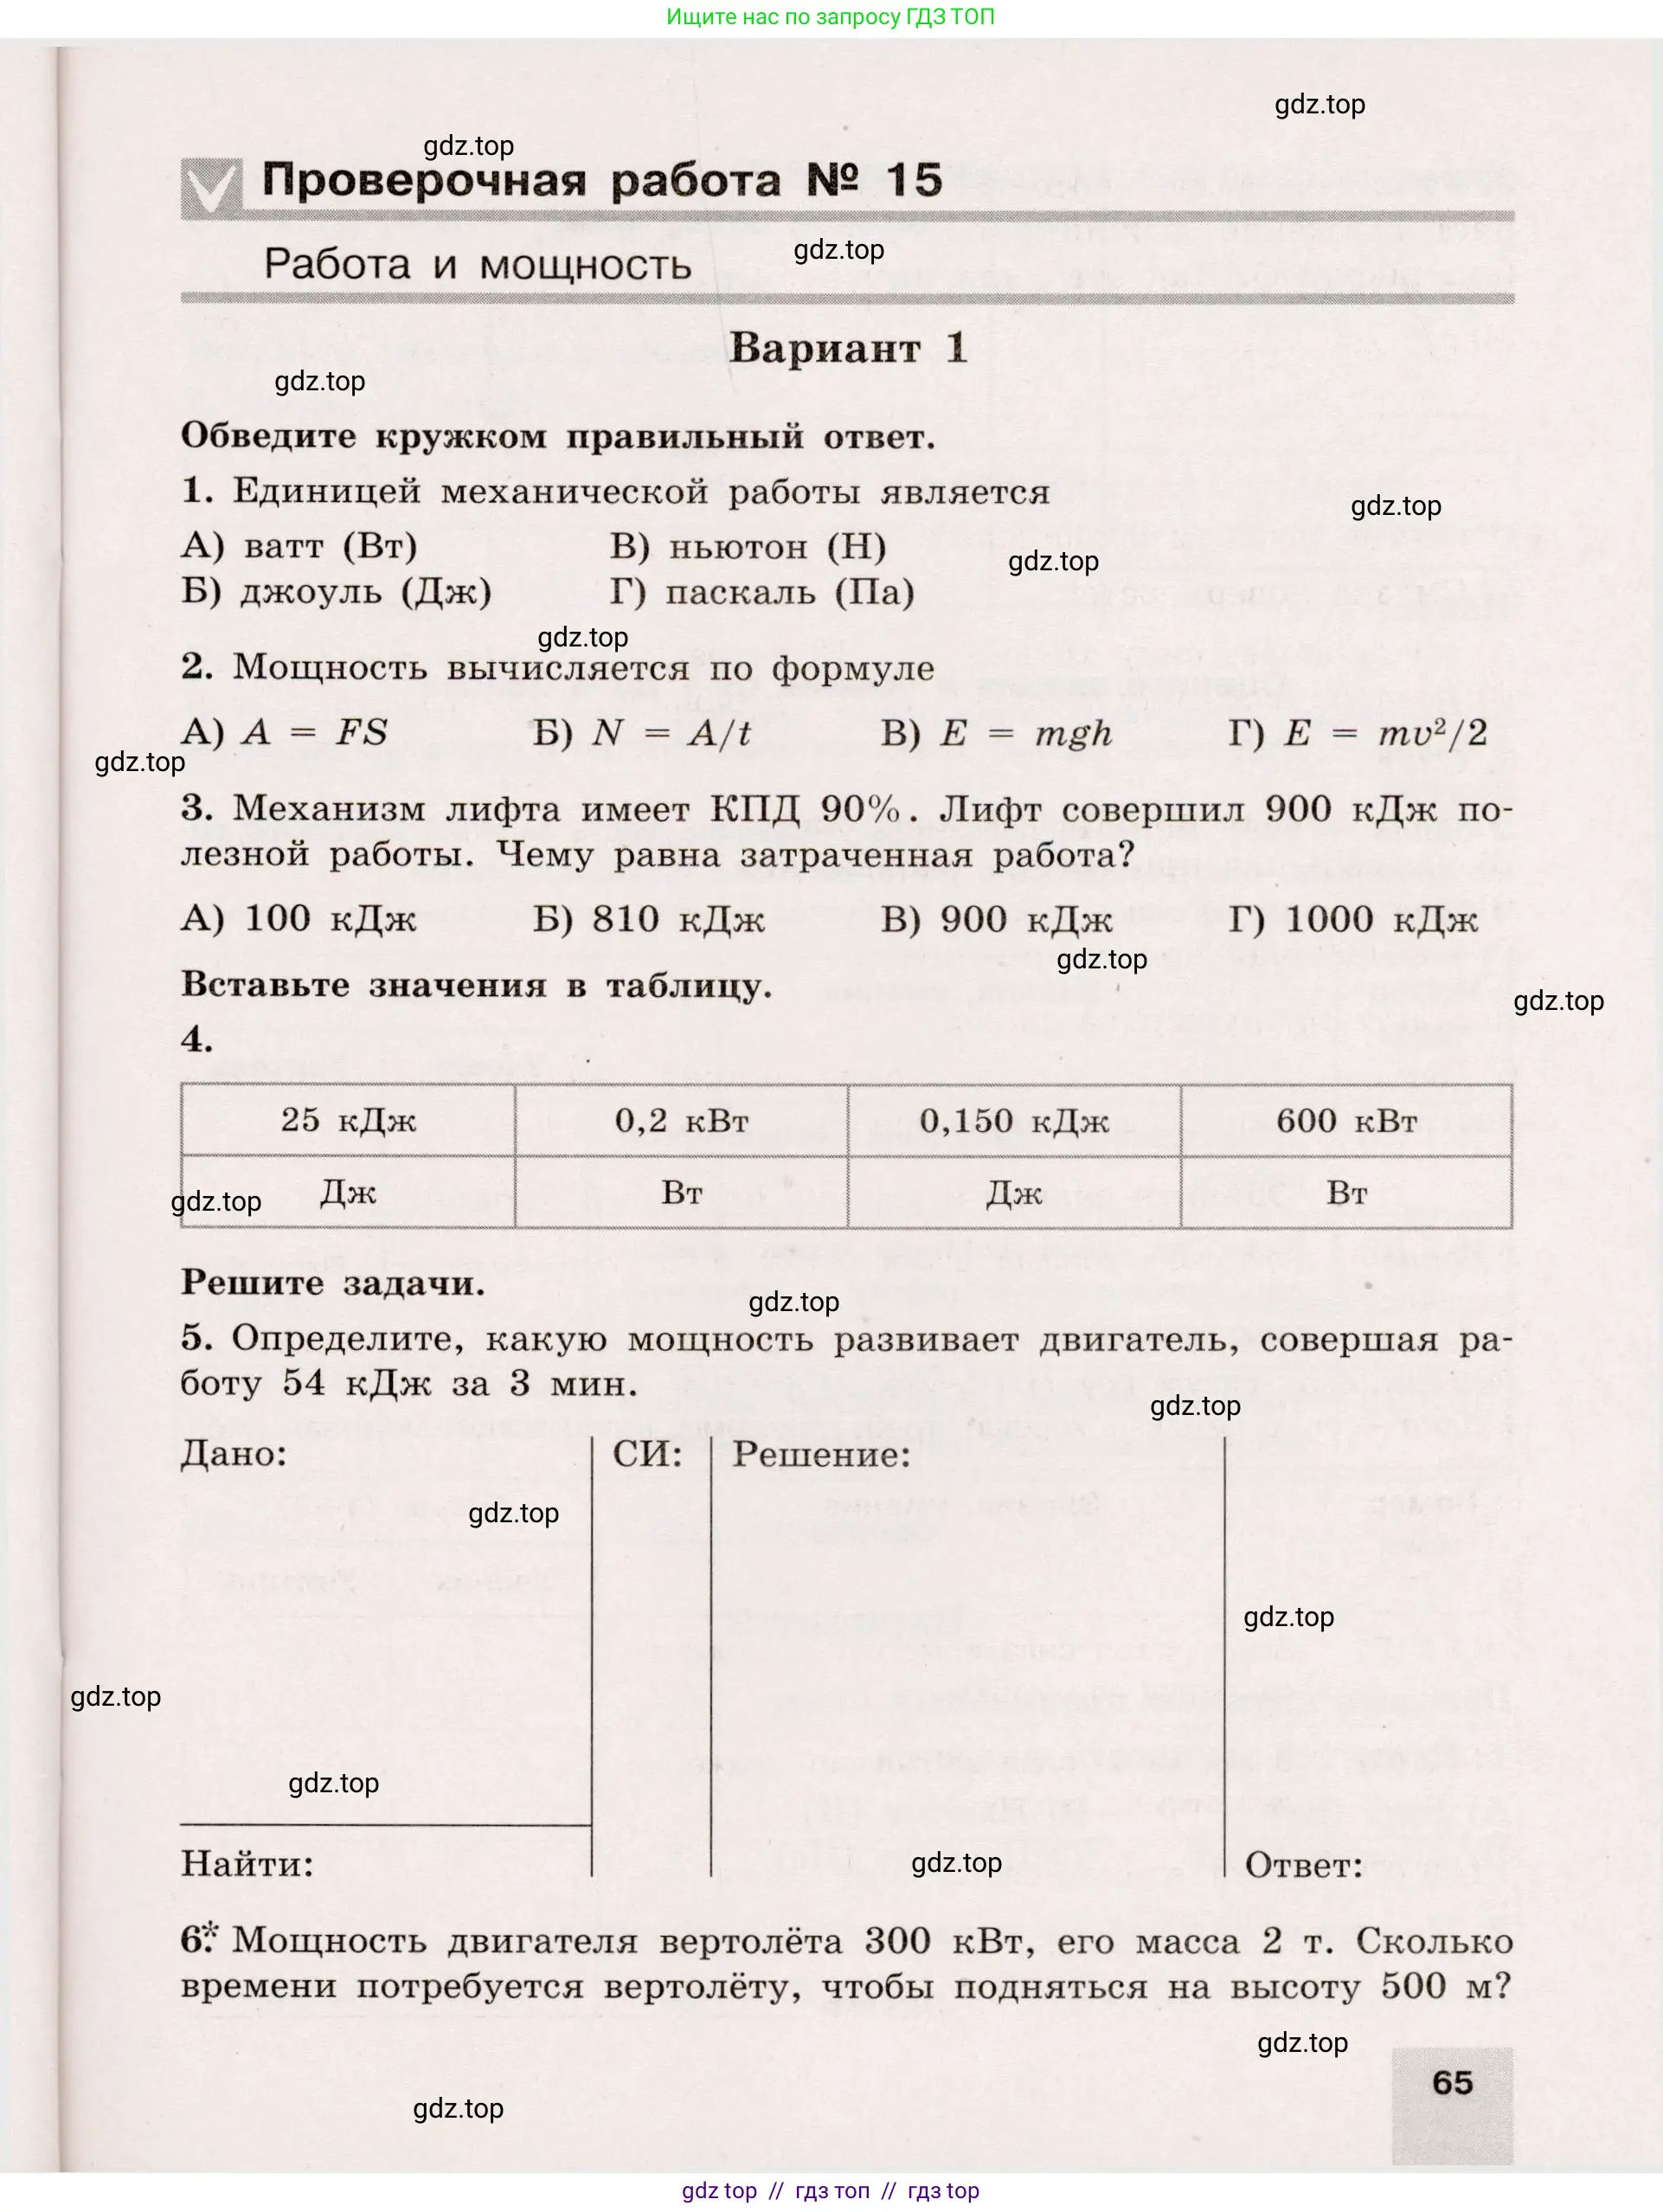 Ищите нас по запросу ГДЗ ТОП
gdz.top
gdz.top
Проверочная работа № 15
gdz.top
Работа и мощность
Вариант 1
gdz.top
Обведите кружком правильный ответ.
1. Единицей механической работы является
gdz.top
А) ватт (Вт) В) ньютон (Н)
gdz.top
Б) джоуль (Дж) Г) паскаль (Па)
gdz.top
2. Мощность вычисляется по формуле
А) A = FS Б) N = A/t В) E = mgh Г) E = mv²/2
gdz.top
3. Механизм лифта имеет КПД 90%. Лифт совершил 900 кДж по-
лезной работы. Чему равна затраченная работа?
А) 100 кДж Б) 810 кДж В) 900 кДж Г) 1000 кДж
gdz.top
Вставьте значения в таблицу.
gdz.top
4.
25 кДж 0,2 кВт 0,150 кДж 600 кВт
Дж Вт Дж Вт
gdz.top
Решите задачи.
gdz.top
5. Определите, какую мощность развивает двигатель, совершая ра-
боту 54 кДж за 3 мин.
gdz.top
Дано: СИ: Решение:
gdz.top
gdz.top
gdz.top
gdz.top
Найти: gdz.top Ответ:
6.* Мощность двигателя вертолёта 300 кВт, его масса 2 т. Сколько
времени потребуется вертолёту, чтобы подняться на высоту 500 м?
gdz.top
65
gdz.top
gdz top // гдз топ // гдз top